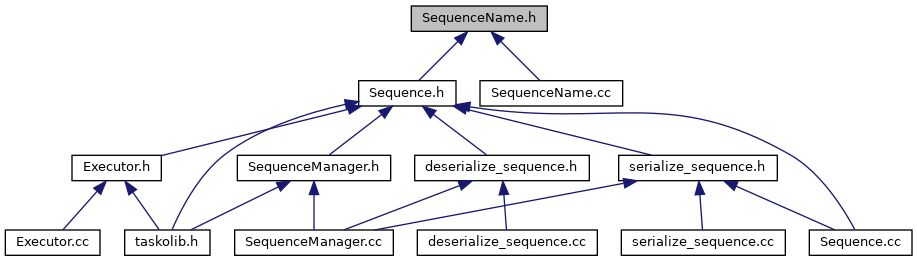 SequenceName.h
Sequence.h
SequenceName.cc
Executor.h
SequenceManager.h
deserialize_sequence.h
serialize_sequence.h
Executor.cc
taskolib.h
SequenceManager.cc
deserialize_sequence.cc
serialize_sequence.cc
Sequence.cc